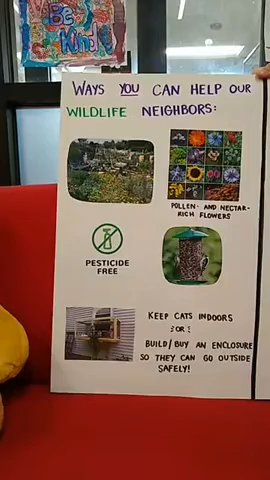 Be
Kind
WAYS YOU CAN HELP OUR
WILDLIFE NEIGHBORS:
POLLEN- AND NECTAR-
RICH FLOWERS
PESTICIDE
FREE
KEEP CATS INDOORS
:OR:
BUILD/BUY AN ENCLOSURE
SO THEY CAN GO OUTSIDE
SAFELY!